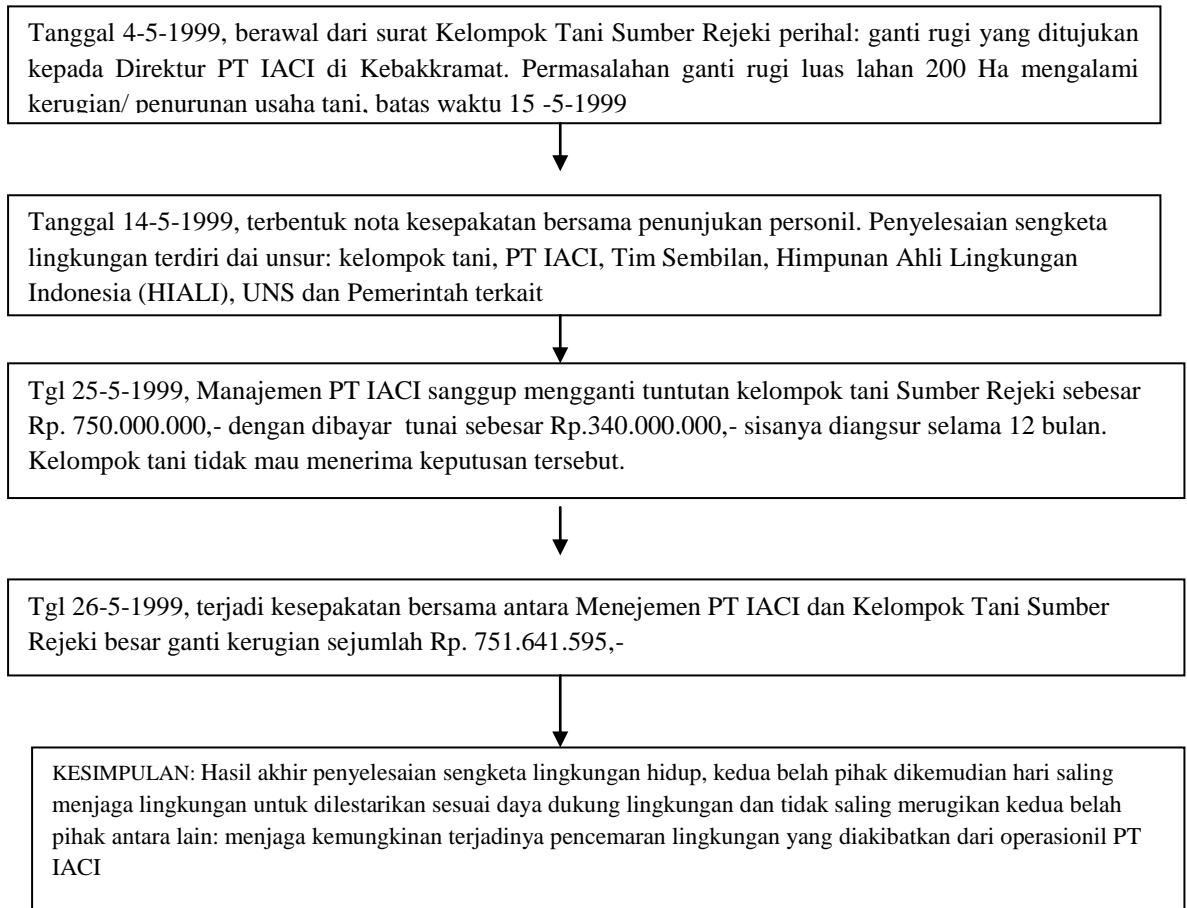 Tanggal 4-5-1999, berawal dari surat Kelompok Tani Sumber Rejeki perihal: ganti rugi yang ditujukan
kepada Direktur PT IACI di Kebakkramat. Permasalahan ganti rugi luas lahan 200 Ha mengalami
kerugian/ penurunan usaha tani, batas waktu 15 -5-1999
Tanggal 14-5-1999, terbentuk nota kesepakatan bersama penunjukan personil. Penyelesaian sengketa
lingkungan terdiri dai unsur: kelompok tani, PT IACI, Tim Sembilan, Himpunan Ahli Lingkungan
Indonesia (HIALI), UNS dan Pemerintah terkait
Tgl 25-5-1999, Manajemen PT IACI sanggup mengganti tuntutan kelompok tani Sumber Rejeki sebesar
Rp. 750.000.000,- dengan dibayar tunai sebesar Rp.340.000.000,- sisanya diangsur selama 12 bulan.
Kelompok tani tidak mau menerima keputusan tersebut.
Tgl 26-5-1999, terjadi kesepakatan bersama antara Menejemen PT IACI dan Kelompok Tani Sumber
Rejeki besar ganti kerugian sejumlah Rp. 751.641.595,-
KESIMPULAN: Hasil akhir penyelesaian sengketa lingkungan hidup, kedua belah pihak dikemudian hari saling
menjaga lingkungan untuk dilestarikan sesuai daya dukung lingkungan dan tidak saling merugikan kedua belah
pihak antara lain: menjaga kemungkinan terjadinya pencemaran lingkungan yang diakibatkan dari operasionil PT
IACI